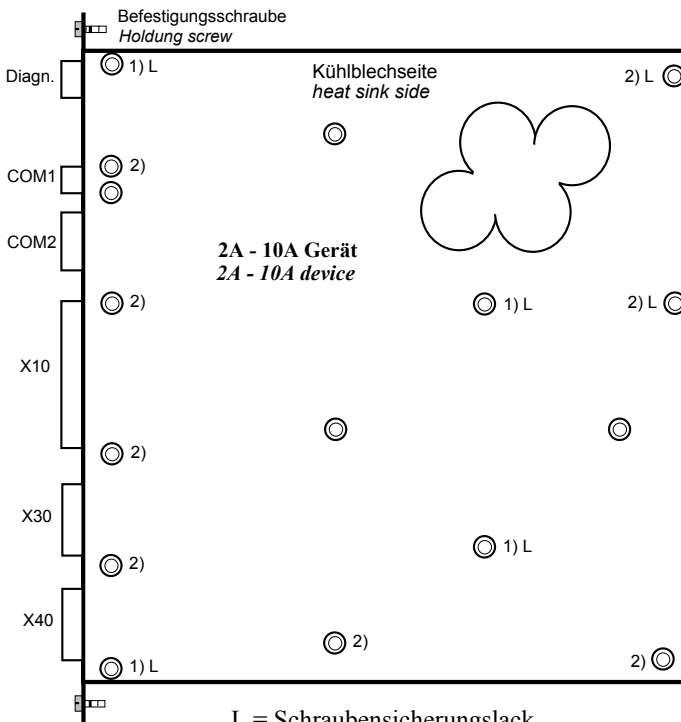 Befestigungsschraube
Holdung screw
Diagn.
1) L
Kühlblechseite
heat sink side
2) L
COM1
2)
COM2
2A - 10A Gerät
2A - 10A device
2)
1) L
2) L
X10
2)
X30
1) L
2)
X40
2)
2)
1) L
L = Schraubensicherungslack